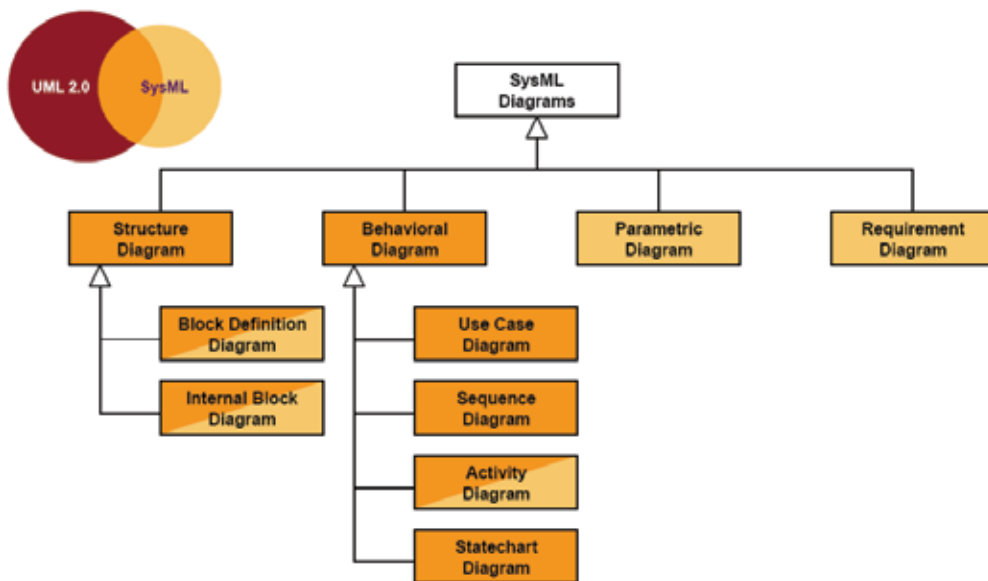 UML 2.0
SysML
SysML
Diagrams
Structure
Diagram
Behavioral
Diagram
Parametric
Diagram
Requirement
Diagram
Block Definition
Diagram
Internal Block
Diagram
Use Case
Diagram
Sequence
Diagram
Activity
Diagram
Statechart
Diagram